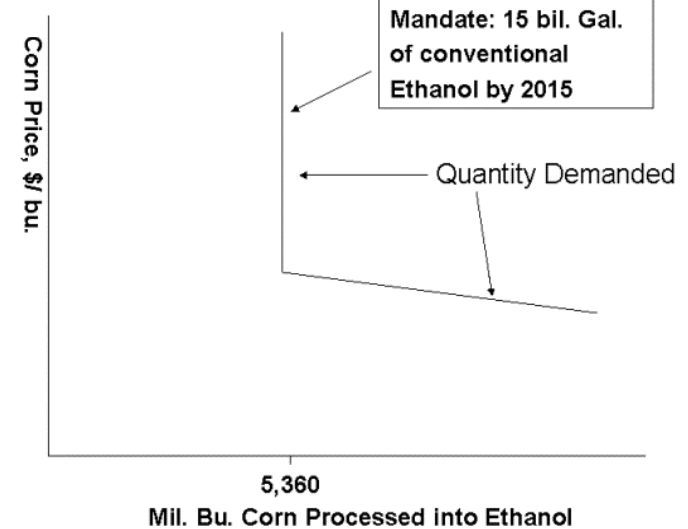 Mandate: 15 bil. Gal.
of conventional
Ethanol by 2015
Corn Price, $/ bu.
Quantity Demanded
5,360
Mil. Bu. Corn Processed into Ethanol